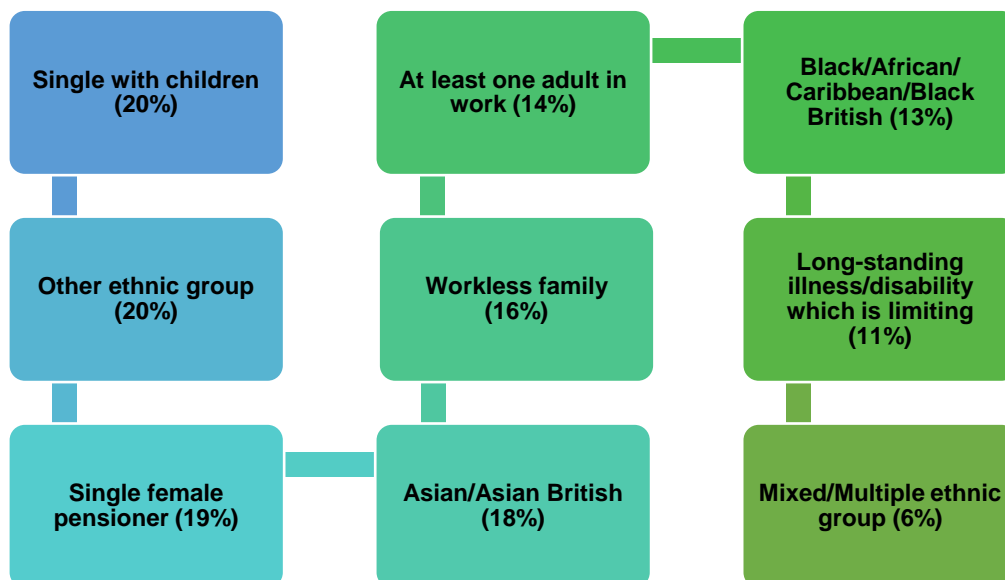 Single with children
(20%)
Other ethnic group
(20%)
Single female
pensioner (19%)
Asian/Asian British
(18%)
Workless family
(16%)
At least one adult in
work (14%)
Black/African/
Caribbean/Black
British (13%)
Long-standing
illness/disability
which is limiting
(11%)
Mixed/Multiple ethnic
group (6%)